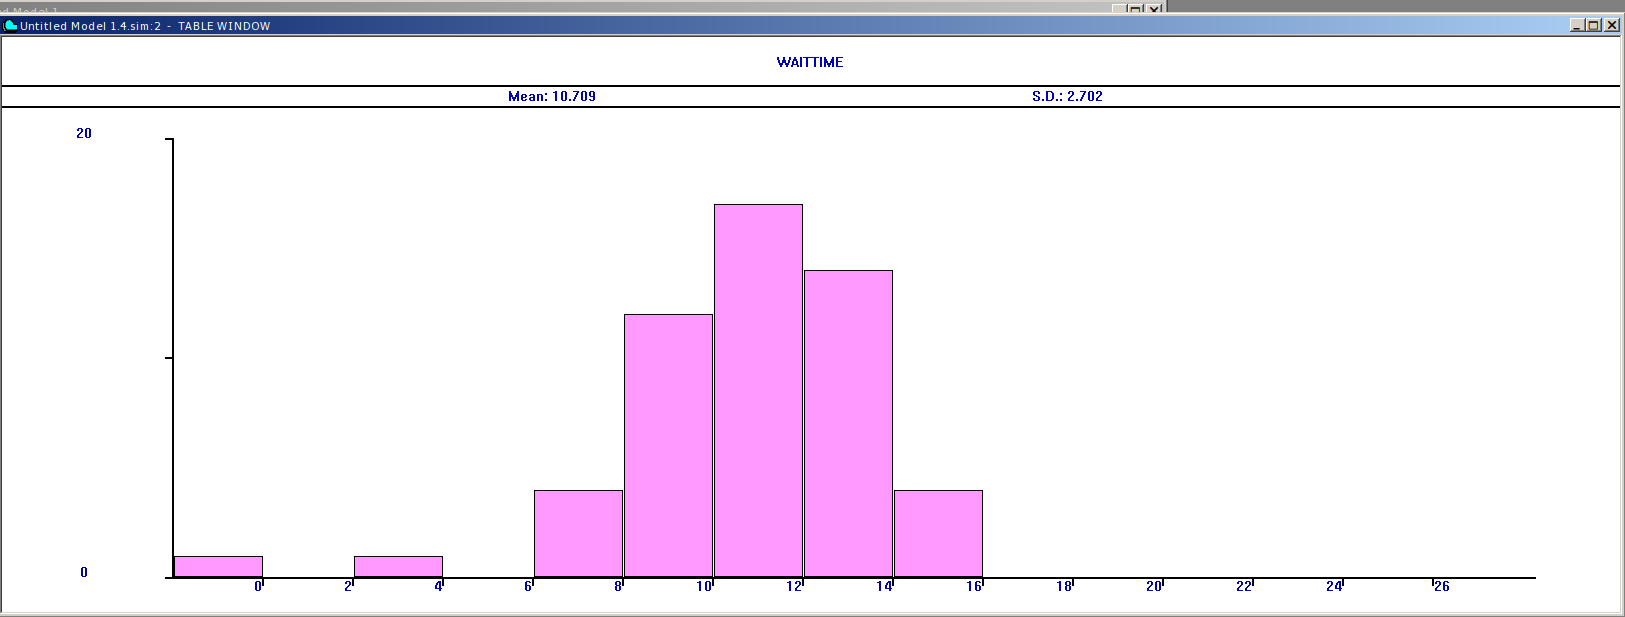 Untitled Model 1.4.sim:2 - TABLE WINDOW
WAITTIME
Mean: 10.709 S.D.: 2.702
20
0
0 2 4 6 8 10 12 14 16 18 20 22 24 26